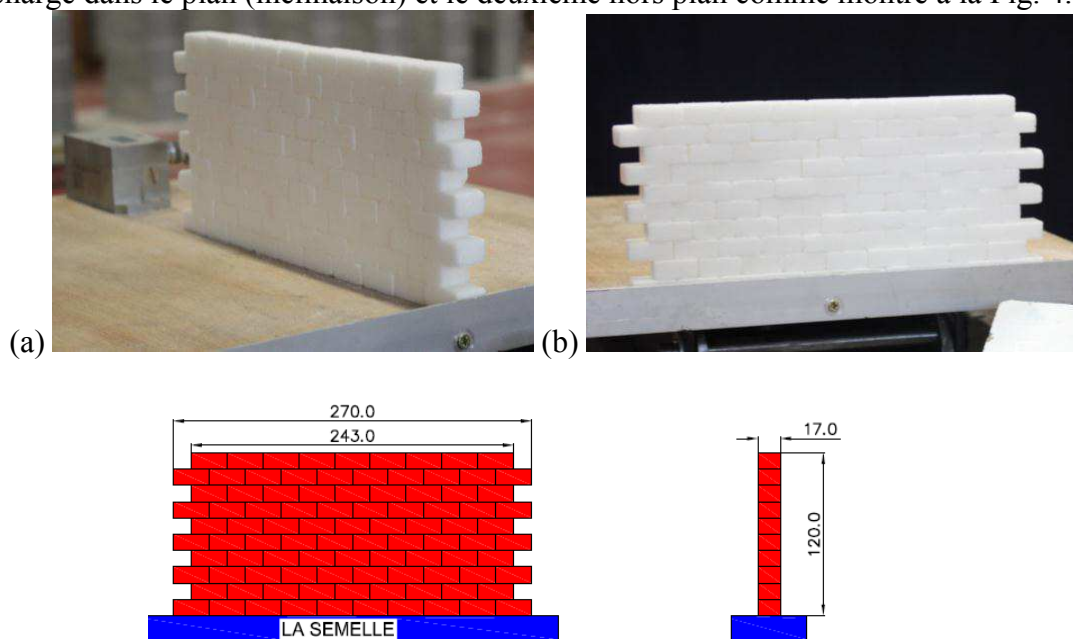 charge dans le plan (inclinaison) et le deuxième hors plan comme montré à la Fig. 4.
(a)
(b)
270.0
243.0
17.0
120.0
LA SEMELLE